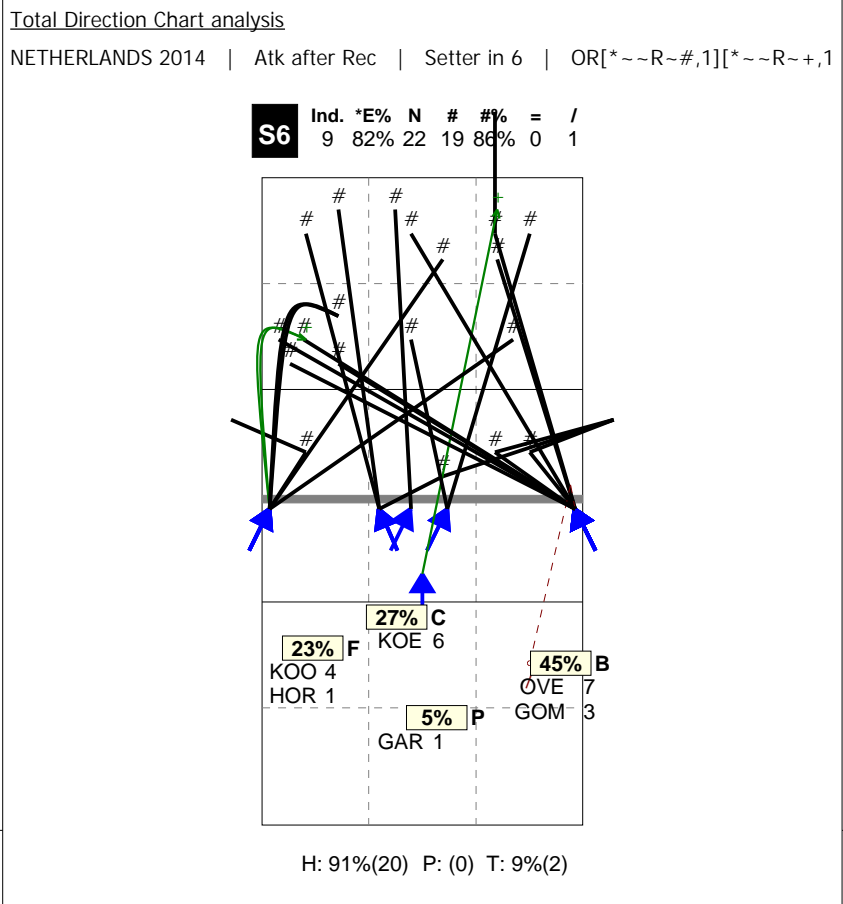 Total Direction Chart analysis
NETHERLANDS 2014 | Atk after Rec | Setter in 6 | OR[*~~R~#,1][*~~R~+,1
S6
Ind. *E% N # #% = /
9 82% 22 19 86% 0 1
# # +
# # # #
# #
#
# # # #
# #
# # #
#
27% C
KOE 6
23% F
KOO 4
HOR 1
45% B
OVE 7
GOM 3
5% P
GAR 1
H: 91%(20) P: (0) T: 9%(2)